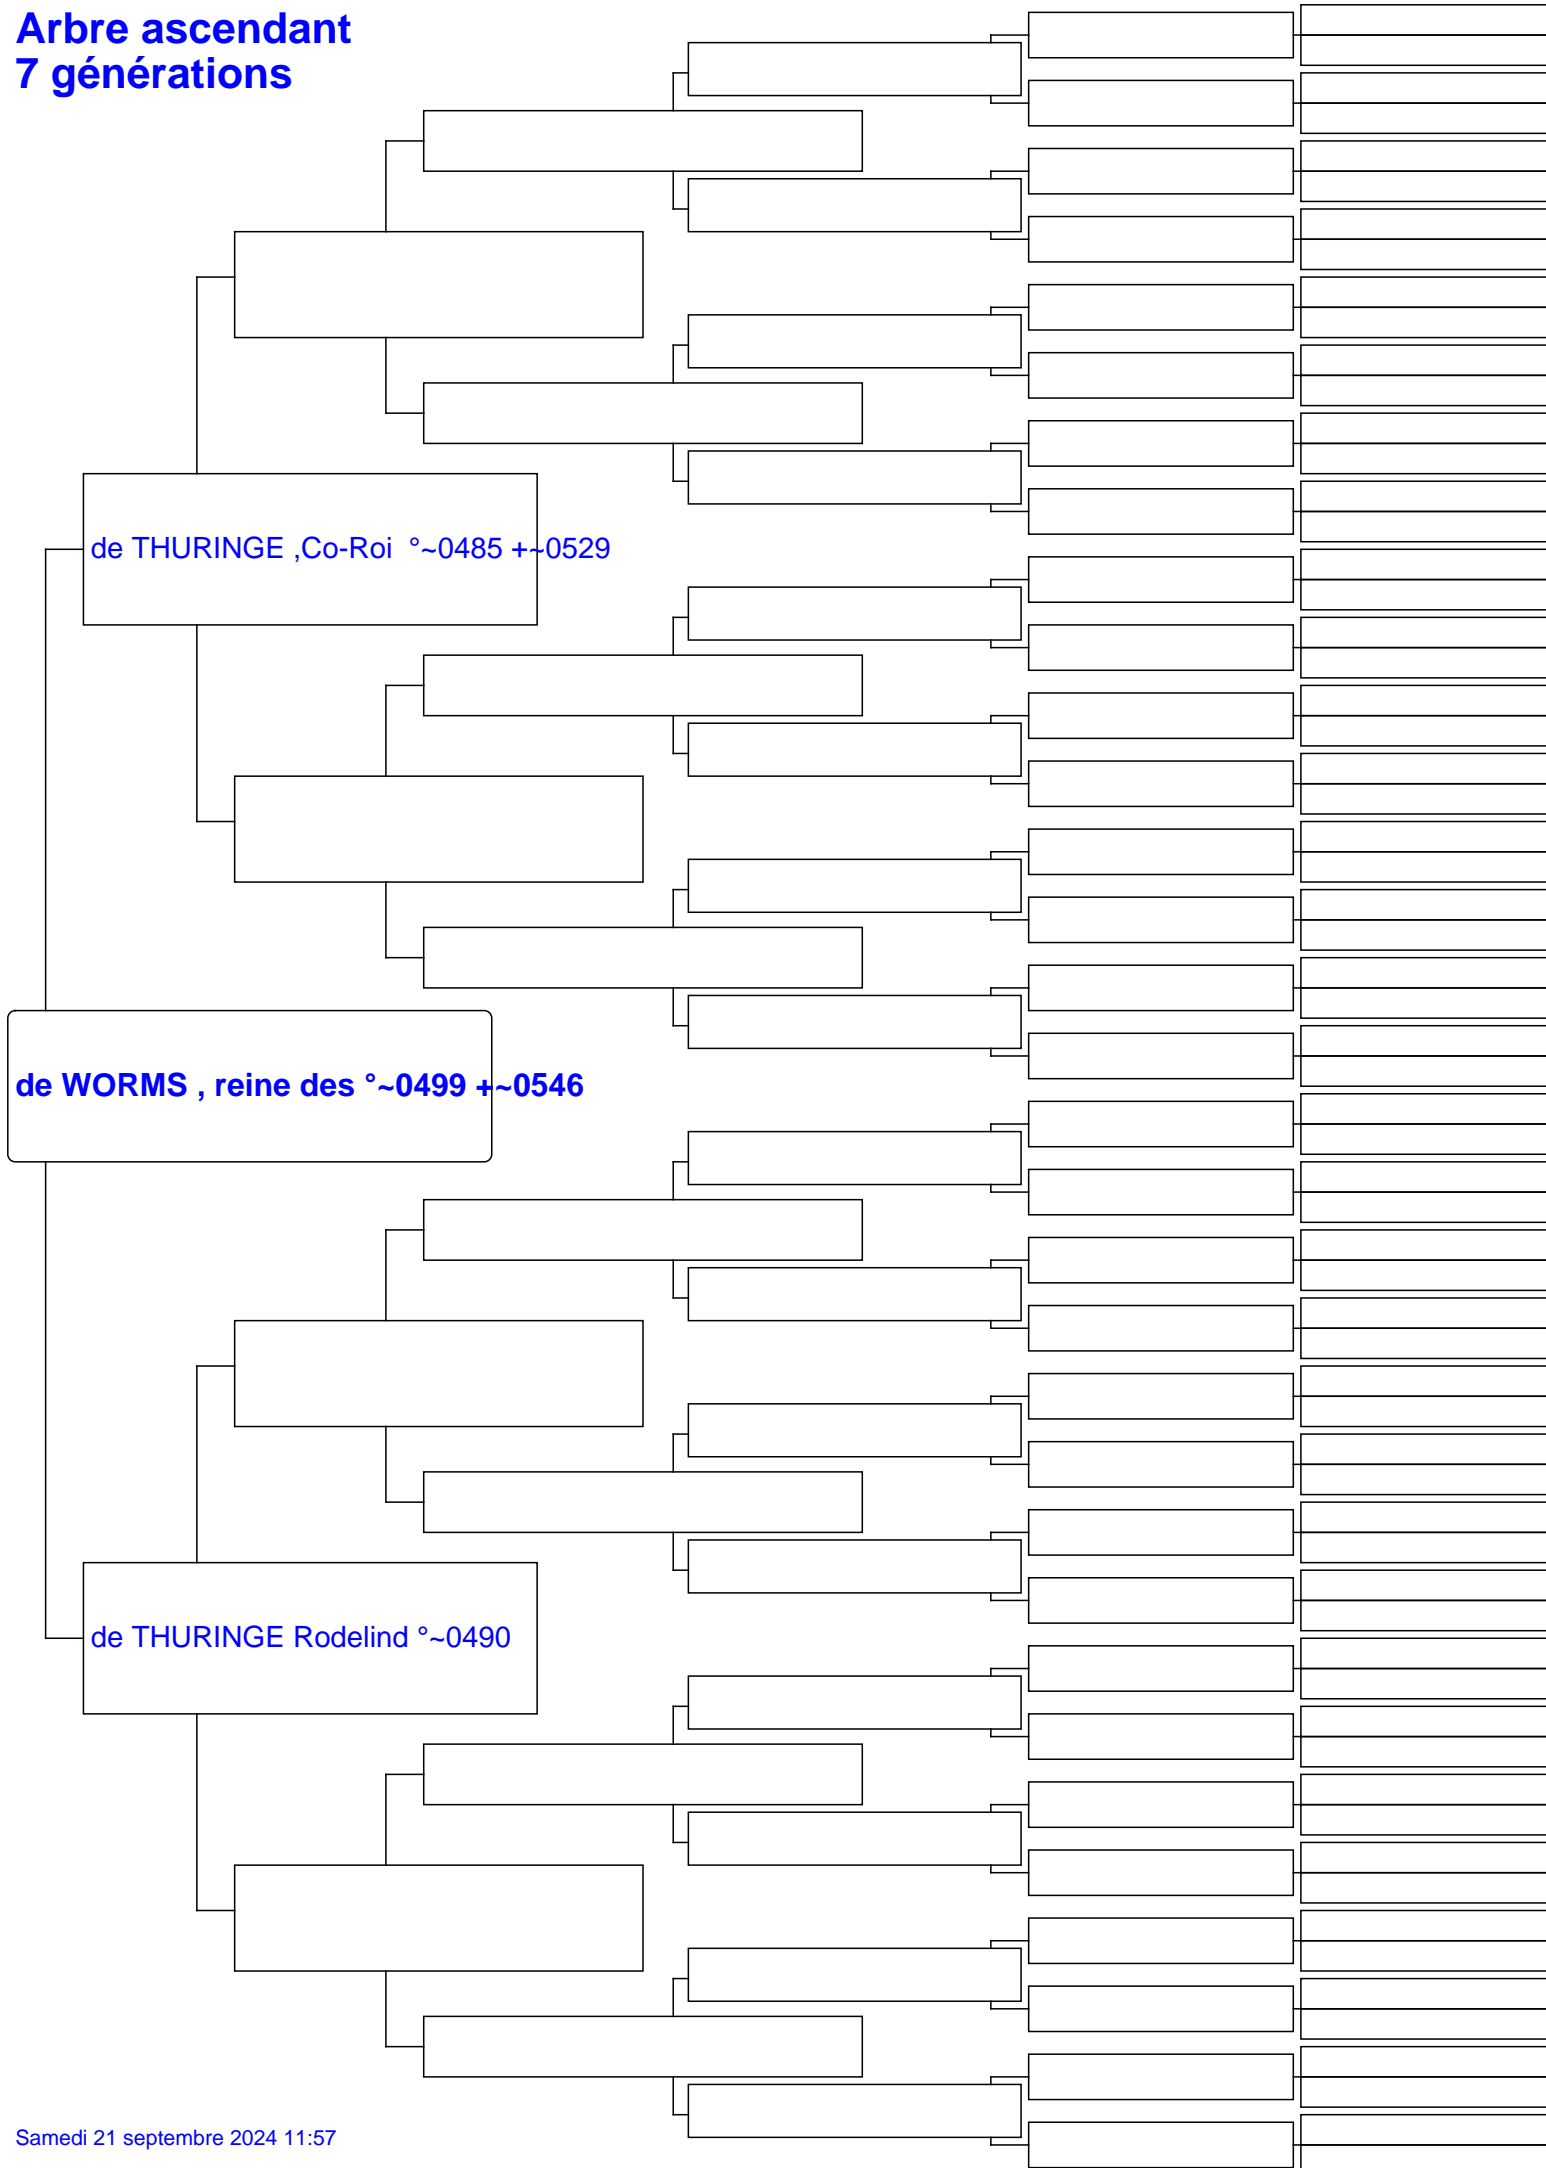 Arbre ascendant
7 générations
de THURINGE ,Co-Roi °~0485 +~0529
de WORMS , reine des °~0499 +~0546
de THURINGE Rodelind °~0490
Samedi 21 septembre 2024 11:57